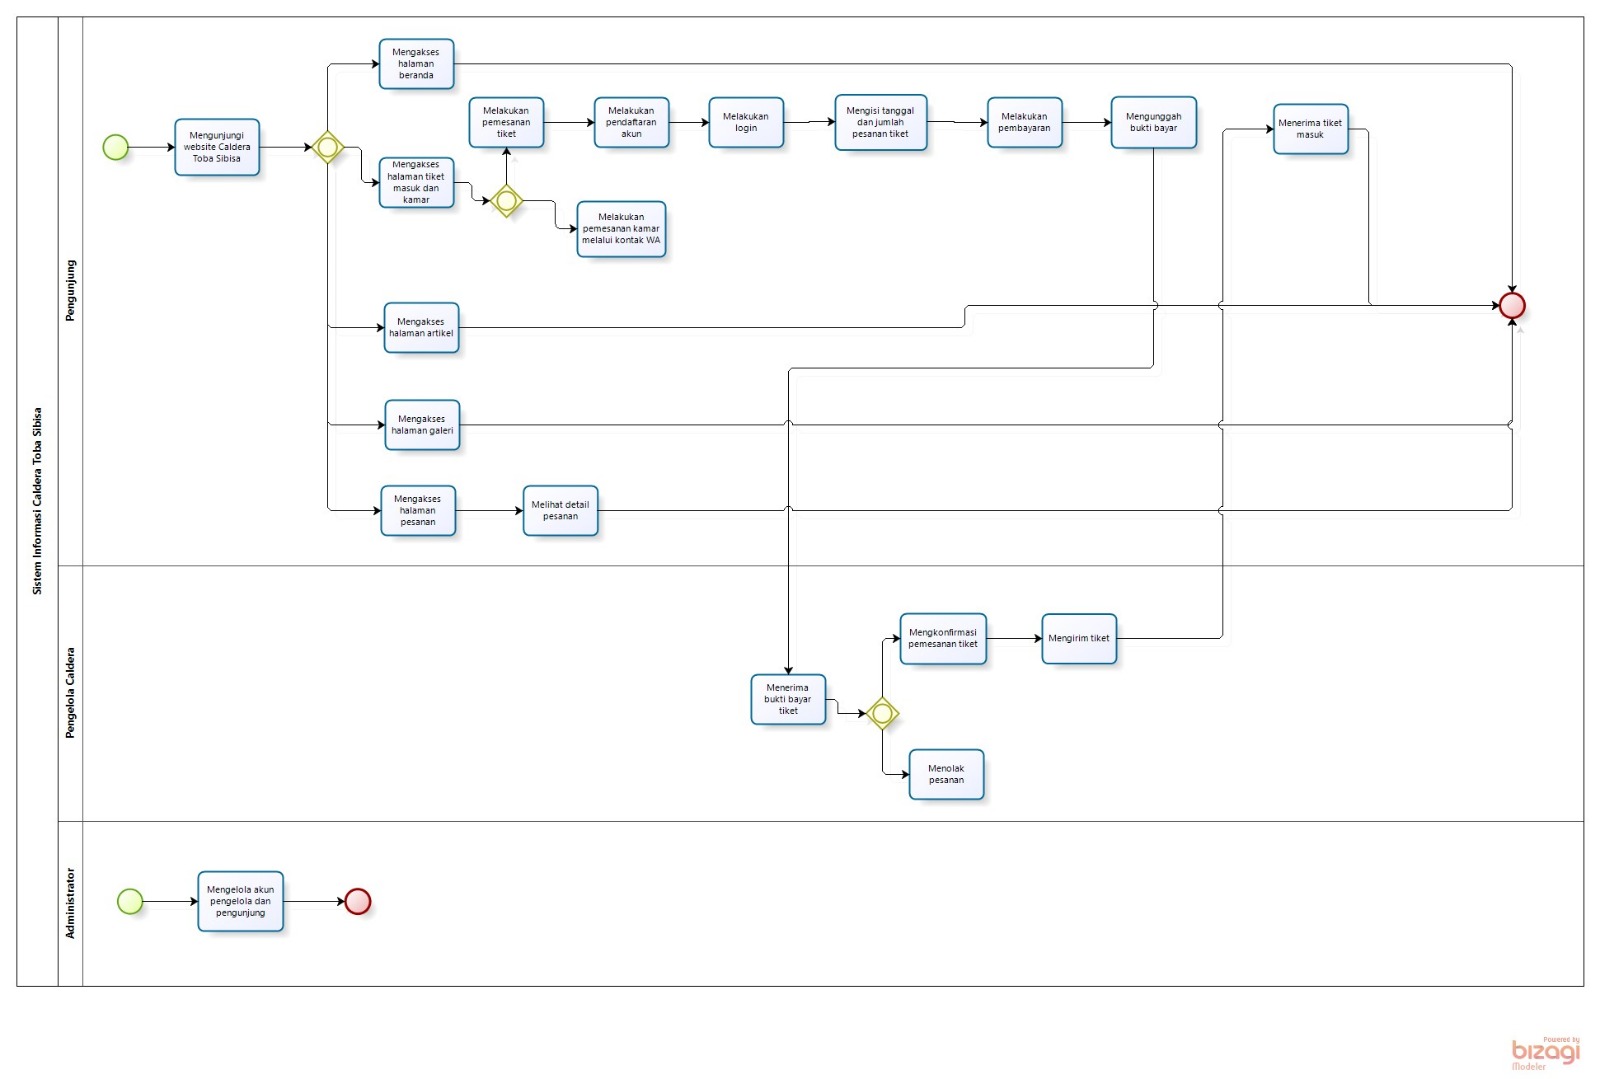 Sistem Informasi Caldera Toba Sibisa
Pengunjung
Mengunjungi
website Caldera
Toba Sibisa
Mengakses
halaman
beranda
Mengakses
halaman tiket
masuk dan
kamar
Melakukan
pemesanan
tiket
Melakukan
pendaftaran
akun
Melakukan
login
Mengisi tanggal
dan jumlah
pesanan tiket
Melakukan
pembayaran
Mengunggah
bukti bayar
Menerima tiket
masuk
Melakukan
pemesanan kamar
melalui kontak WA
Mengakses
halaman artikel
Mengakses
halaman galeri
Mengakses
halaman
pesanan
Melihat detail
pesanan
Pengelola Caldera
Menerima
bukti bayar
tiket
Mengkonfirmasi
pemesanan tiket
Mengirim tiket
Menolak
pesanan
Administrator
Mengelola akun
pengelola dan
pengunjung
Powered by
bizagi
Modeler